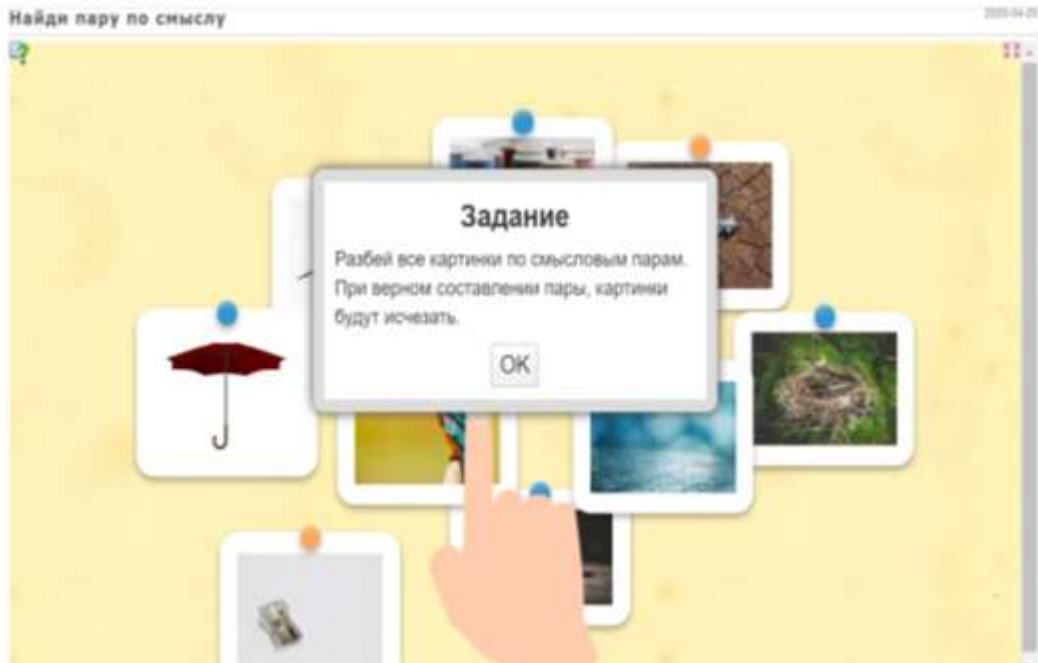 Найди пару по смыслу
Задание
Разбей все картинки по смысловым парам.
При верном составлении пары, картинки
будут исчезать.
OK